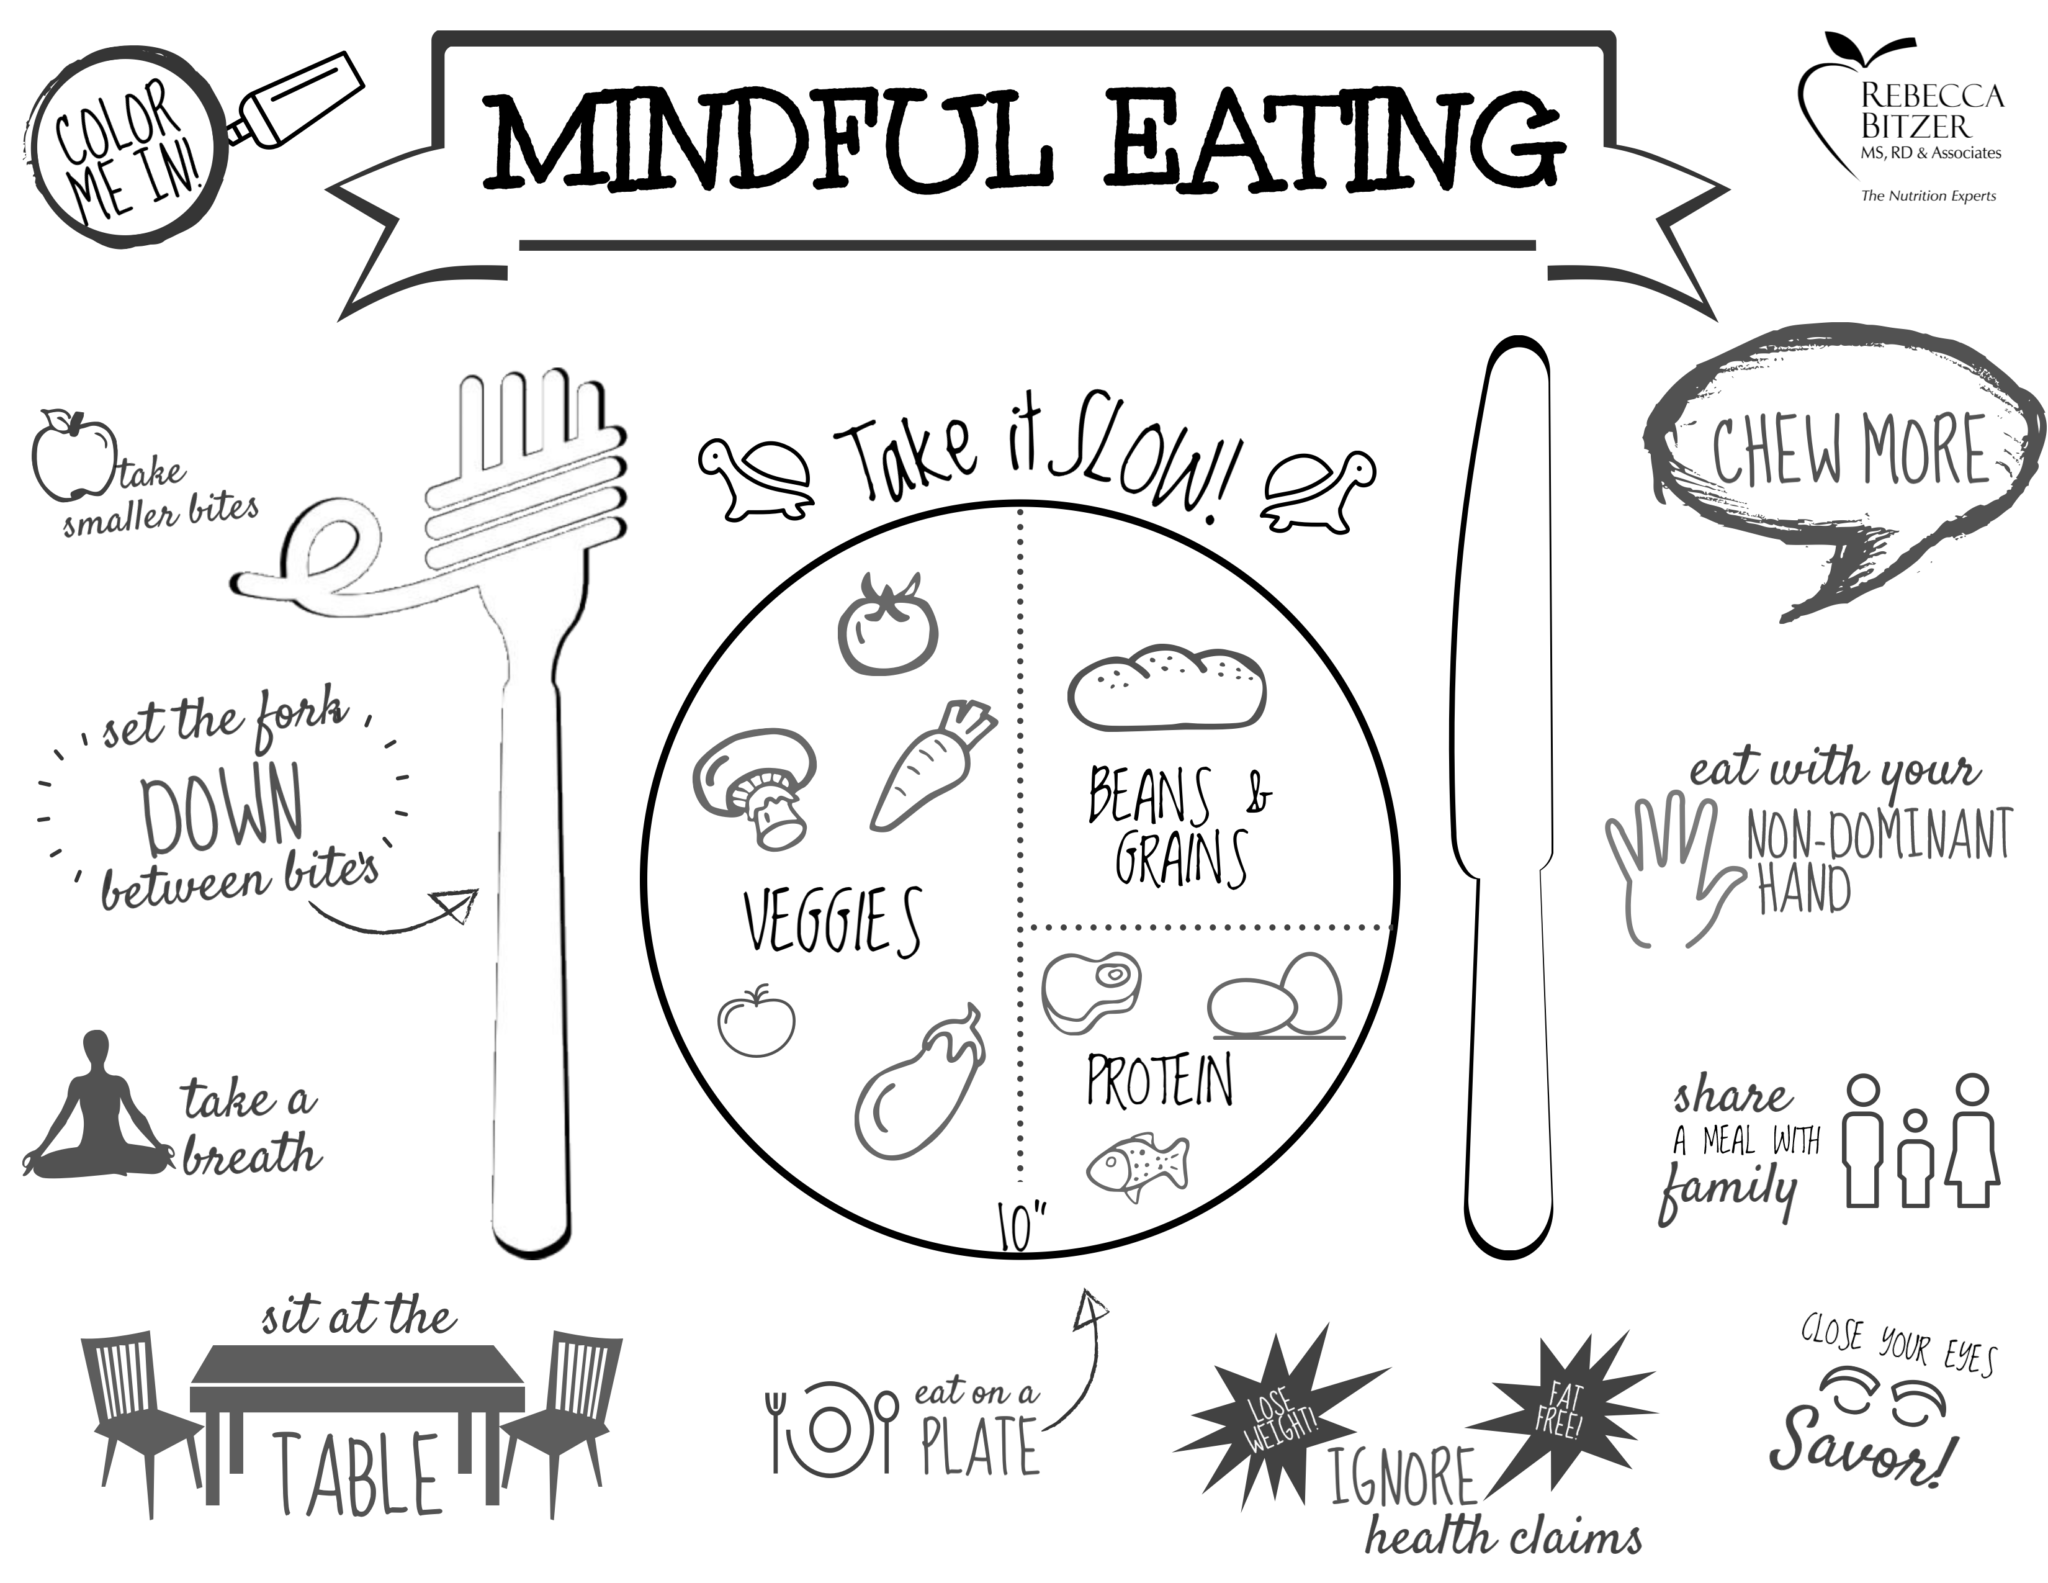 COLOR
ME IN!
MINDFUL EATING
REBECCA
BITZER
MS, RD & Associates
The Nutrition Experts
take
smaller bites
Take it SLOW!
CHEW MORE
set the fork
DOWN
between bites
VEGGIES
BEANS &
GRAINS
PROTEIN
10"
eat with your
NON-DOMINANT
HAND
take a
breath
share
A MEAL WITH
family
sit at the
TABLE
eat on a
PLATE
LOSE
WEIGHT!
FAT
FREE!
IGNORE
health claims
CLOSE YOUR EYES
Savor!